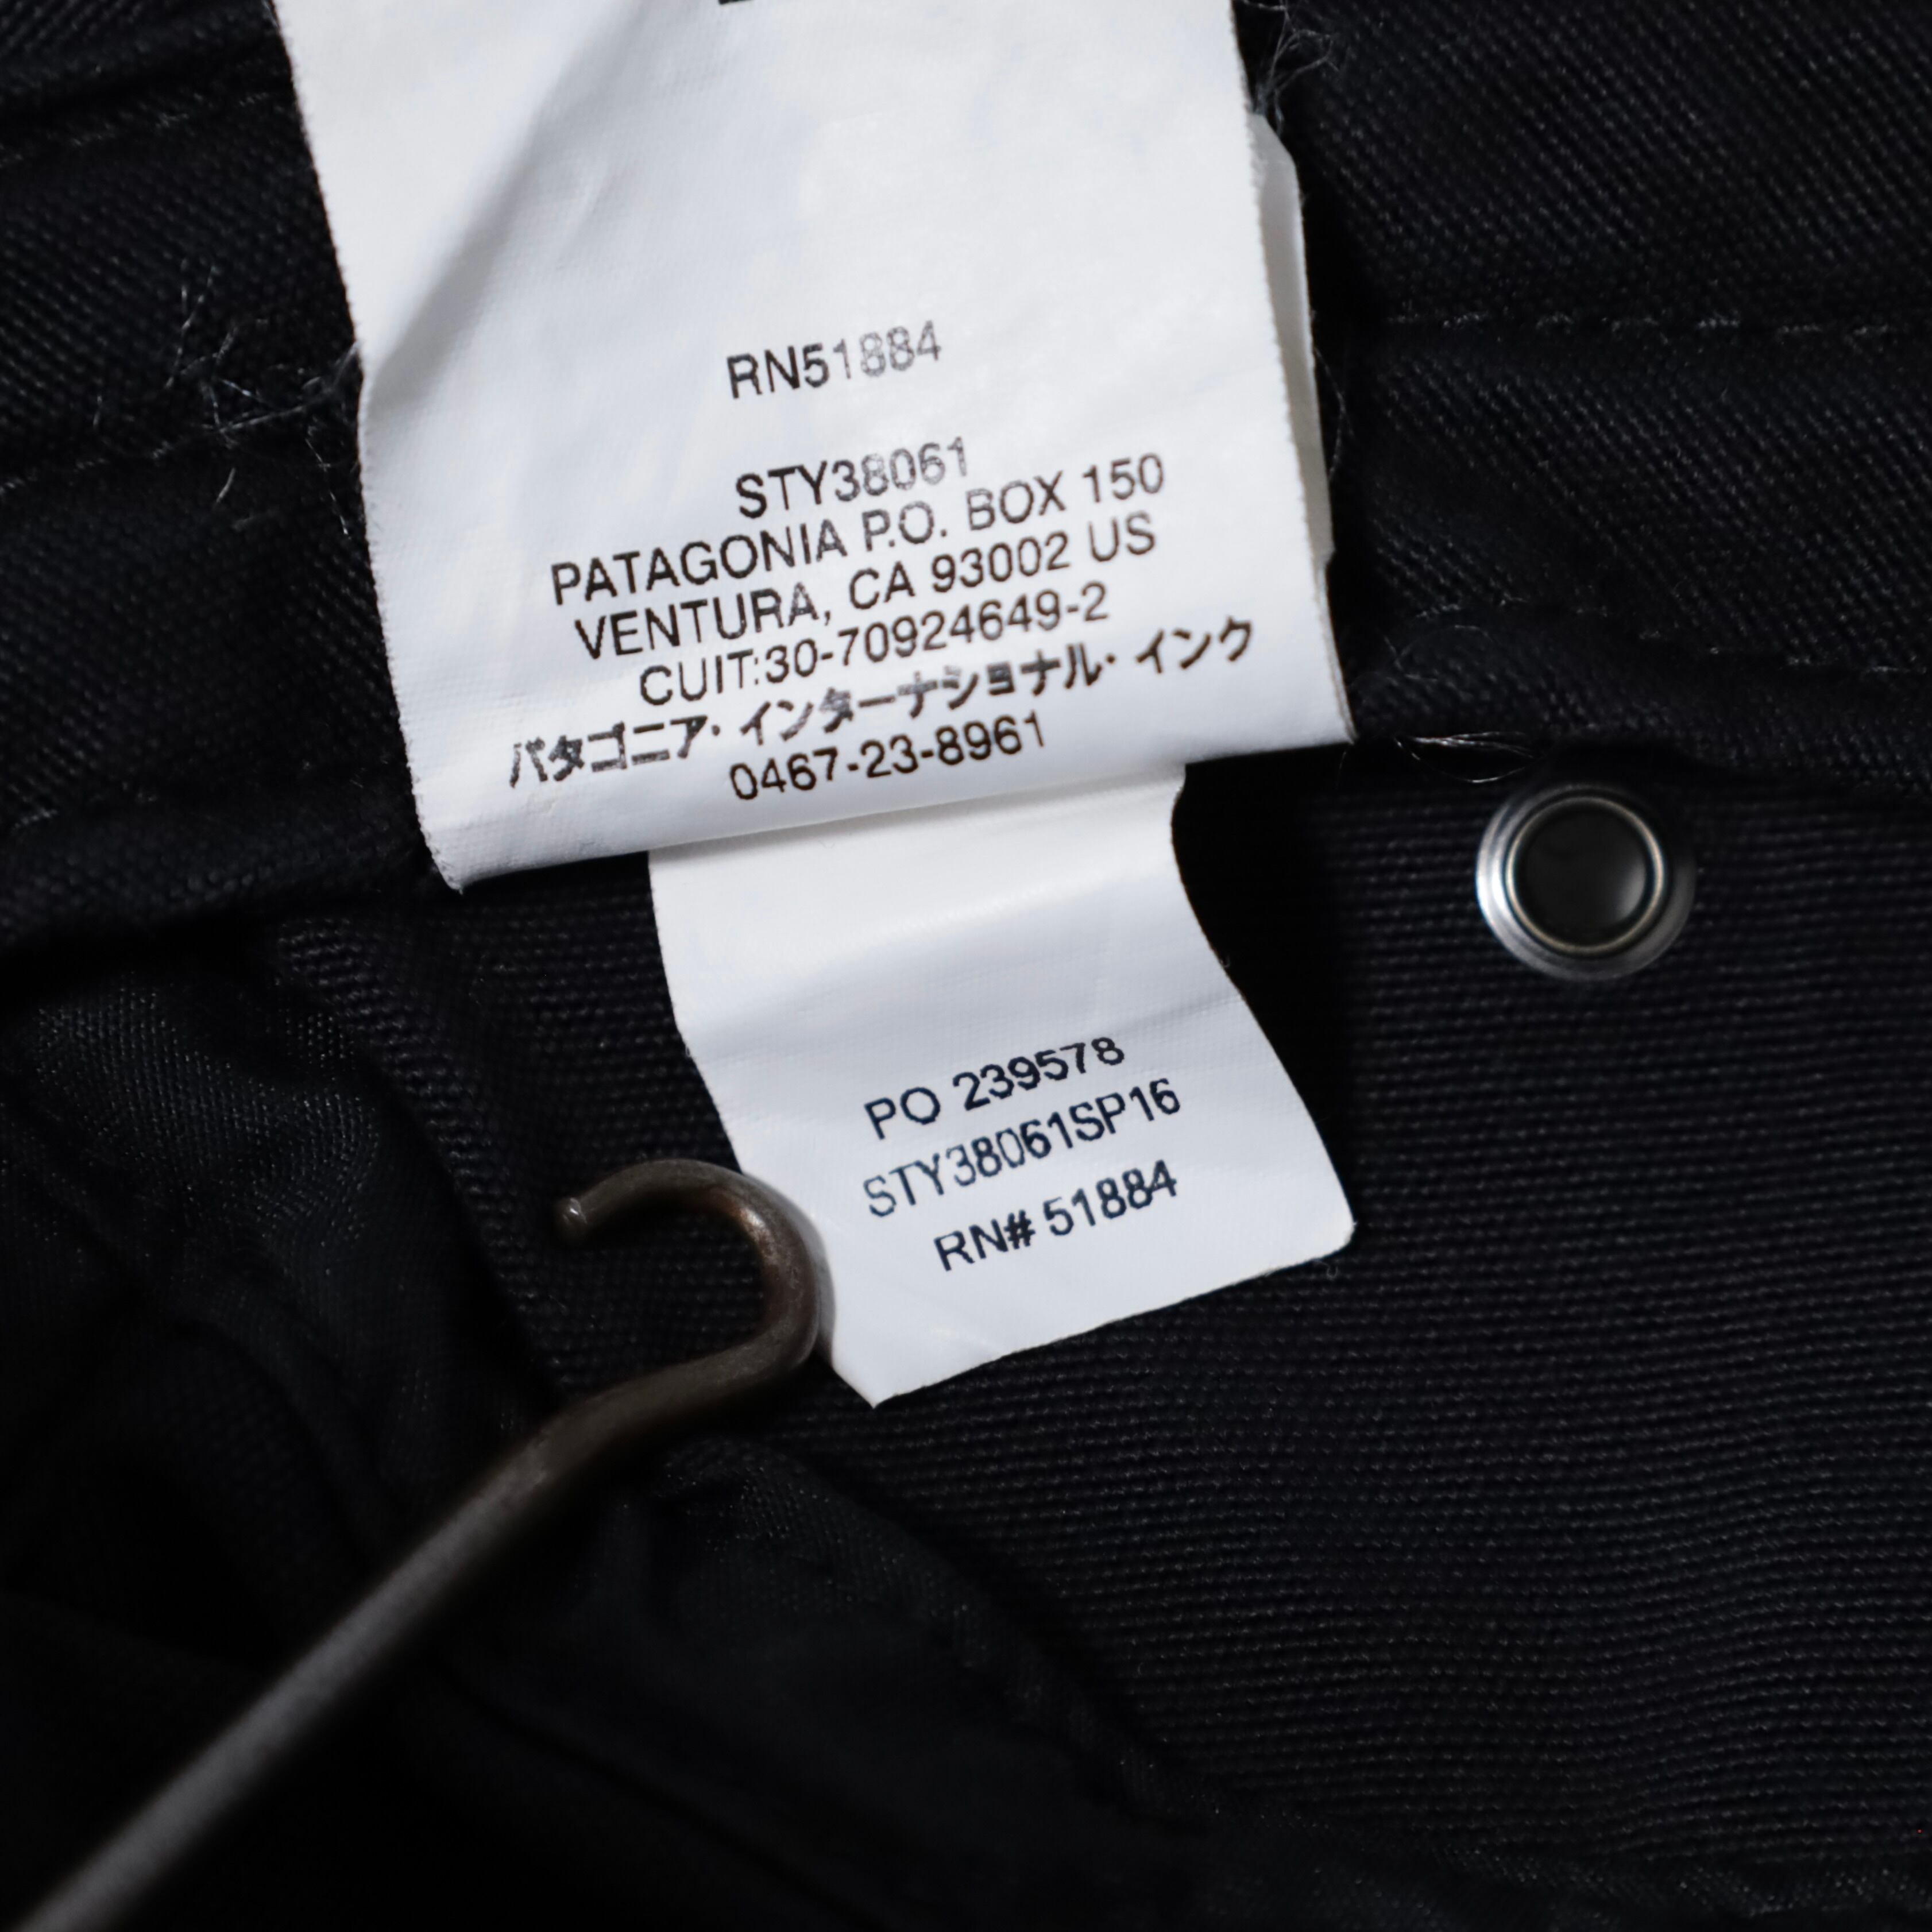 RN51884
STY38061
PATAGONIA P.O. BOX 150
VENTURA, CA 93002 US
CUIT:30-70924649-2
パタゴニア・インターナショナル・インク
0467-23-8961
PO 239578
STY38061SP16
RN# 51884